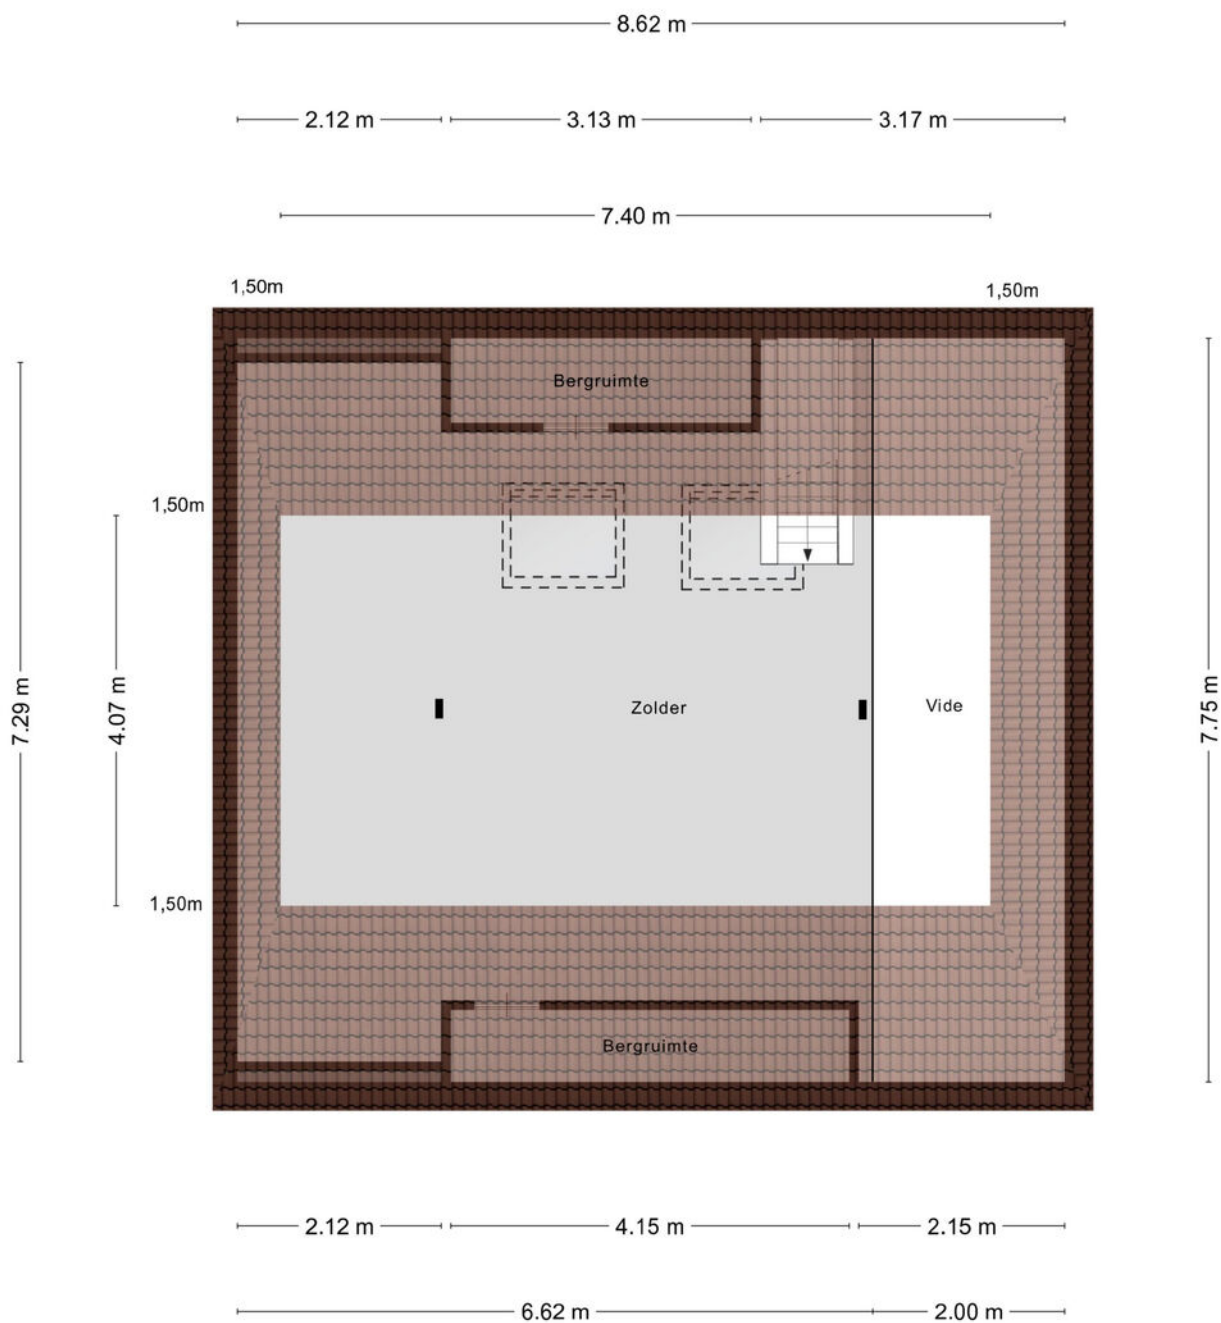 8.62 m
2.12 m
3.13 m
3.17 m
7.40 m
1,50m
1,50m
Bergruimte
1,50m
7.29 m
4.07 m
Zolder
Vide
7.75 m
1,50m
Bergruimte
2.12 m
4.15 m
2.15 m
6.62 m
2.00 m